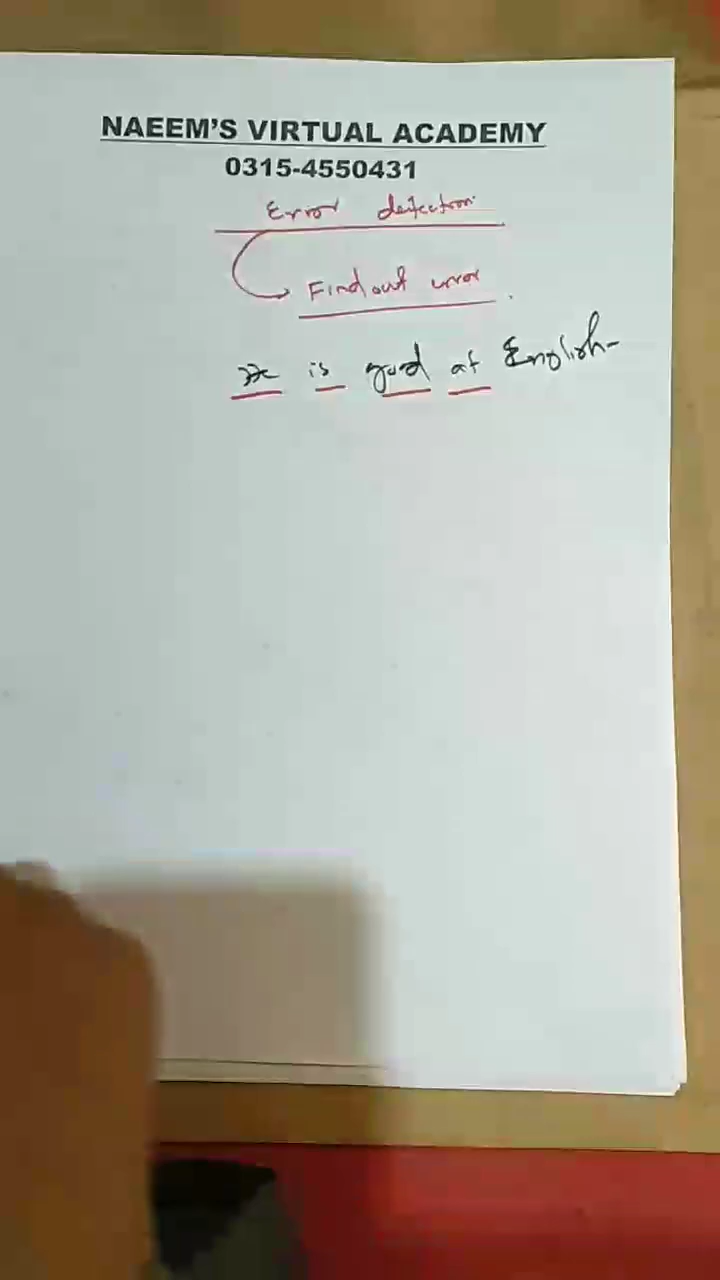 NAEEM'S VIRTUAL ACADEMY
0315-4550431
Error detection
Find out error
He is good at English